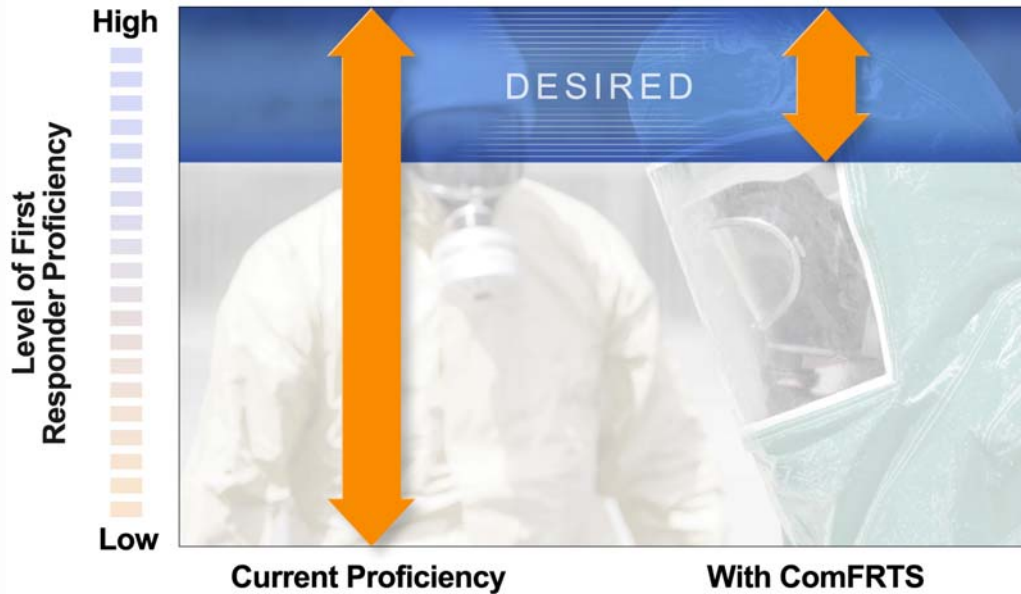 High
DESIRED
Level of First
Responder Proficiency
Low
Current Proficiency
With ComFRTS